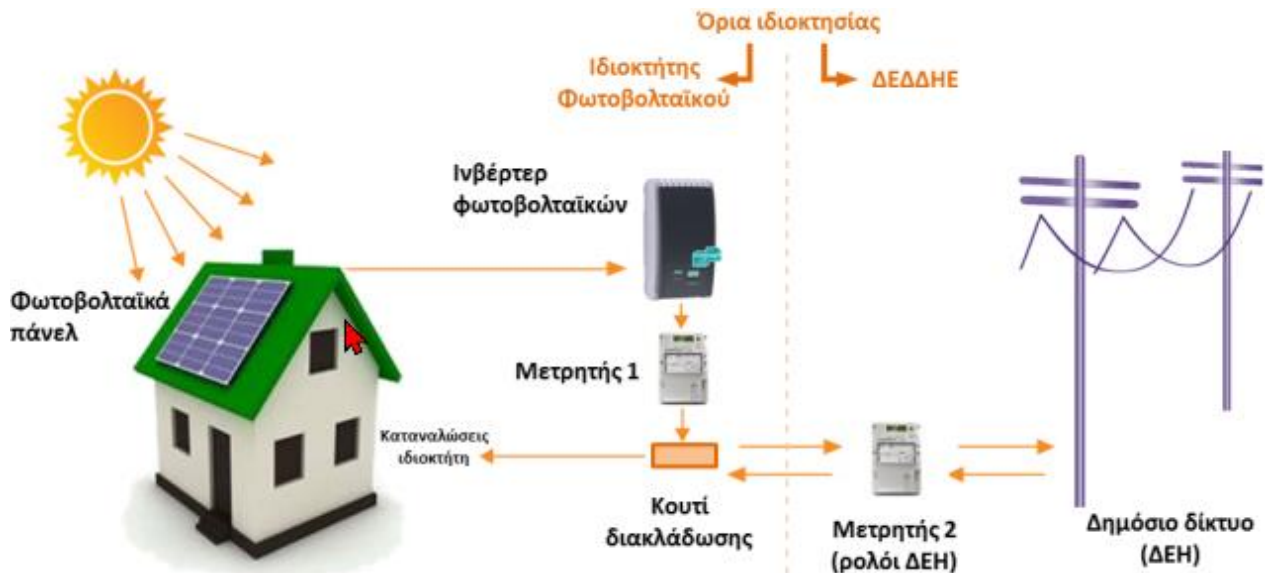 Όρια ιδιοκτησίας
Ιδιοκτήτης
Φωτοβολταϊκού
ΔΕΔΔΗΕ
Ινβέρτερ
φωτοβολταϊκών
Φωτοβολταϊκά
πάνελ
Μετρητής 1
Καταναλώσεις
ιδιοκτήτη
Κουτί
διακλάδωσης
Μετρητής 2
(ρολόι ΔΕΗ)
Δημόσιο δίκτυο
(ΔΕΗ)